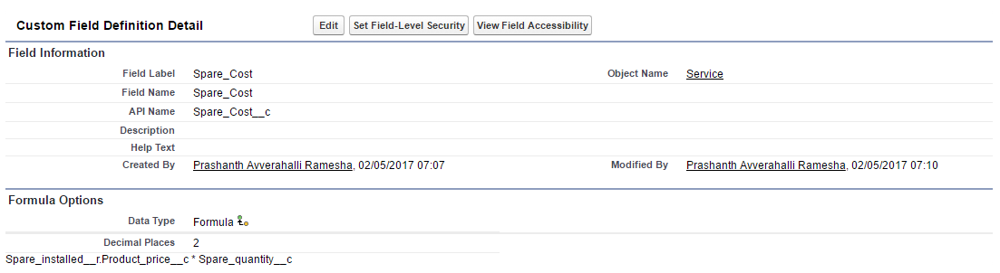 Custom Field Definition Detail Edit Set Field-Level Security View Field Accessibility
Field Information
Field Label Spare_Cost Object Name Service
Field Name Spare_Cost
API Name Spare_Cost__c
Description
Help Text
Created By Prashanth Avverahalli Ramesha, 02/05/2017 07:07 Modified By Prashanth Avverahalli Ramesha, 02/05/2017 07:10
Formula Options
Data Type Formula
Decimal Places 2
Spare_installed__r.Product_price__c * Spare_quantity__c